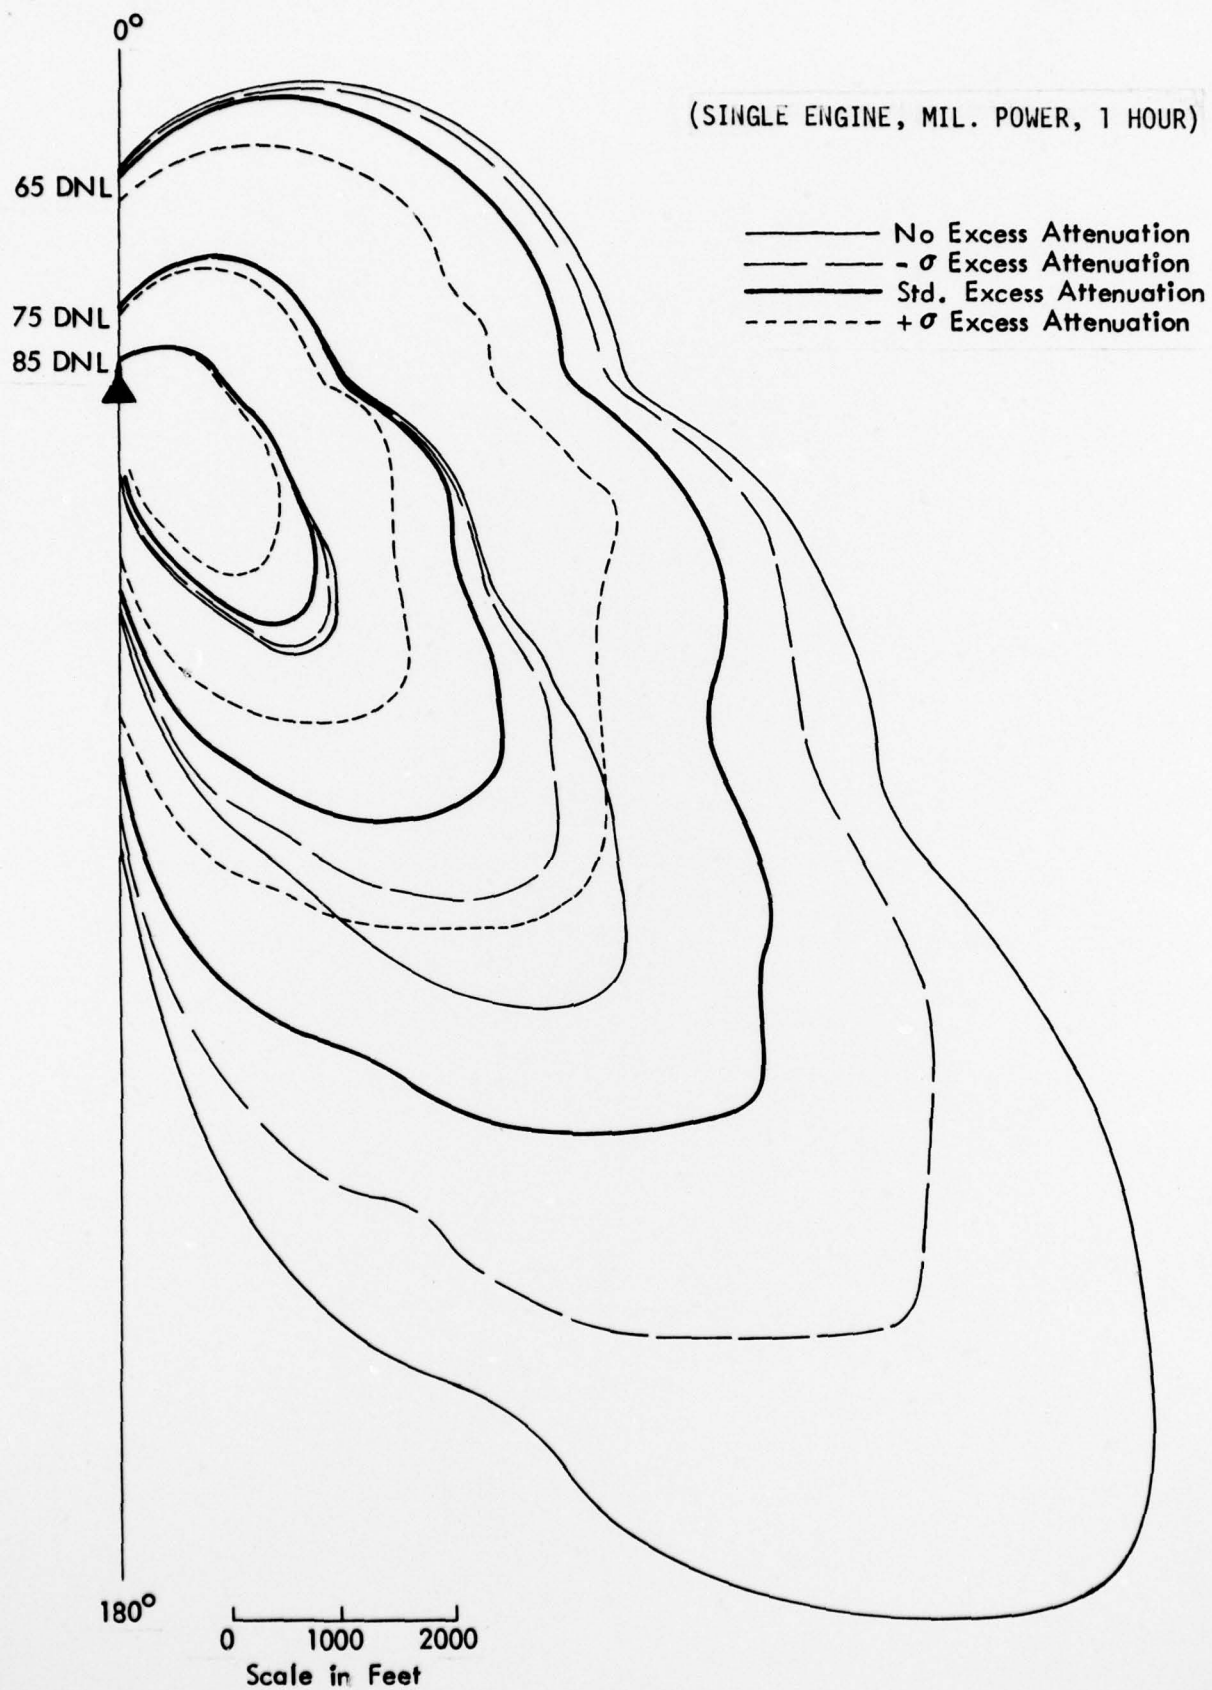 0°
(SINGLE ENGINE, MIL. POWER, 1 HOUR)
65 DNL
No Excess Attenuation
- σ Excess Attenuation
Std. Excess Attenuation
+ σ Excess Attenuation
75 DNL
85 DNL
180°
0 1000 2000
Scale in Feet